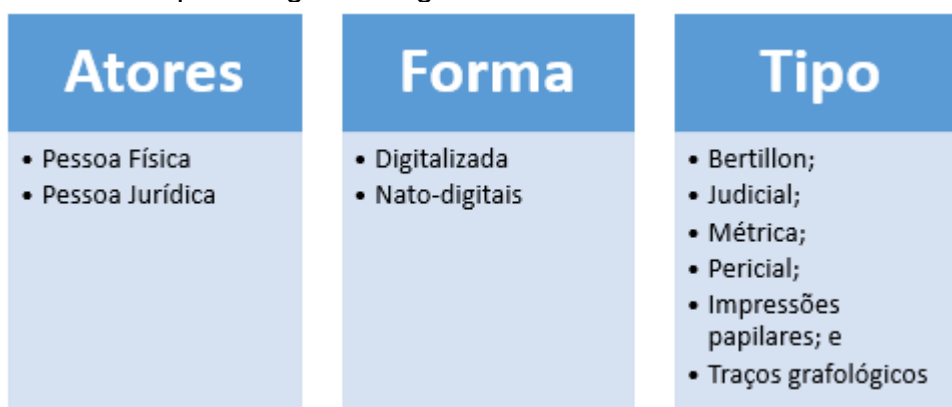 Atores
• Pessoa Física
• Pessoa Jurídica
Forma
• Digitalizada
• Nato-digitais
Tipo
• Bertillon;
• Judicial;
• Métrica;
• Pericial;
• Impressões
papilares; e
• Traços grafológicos